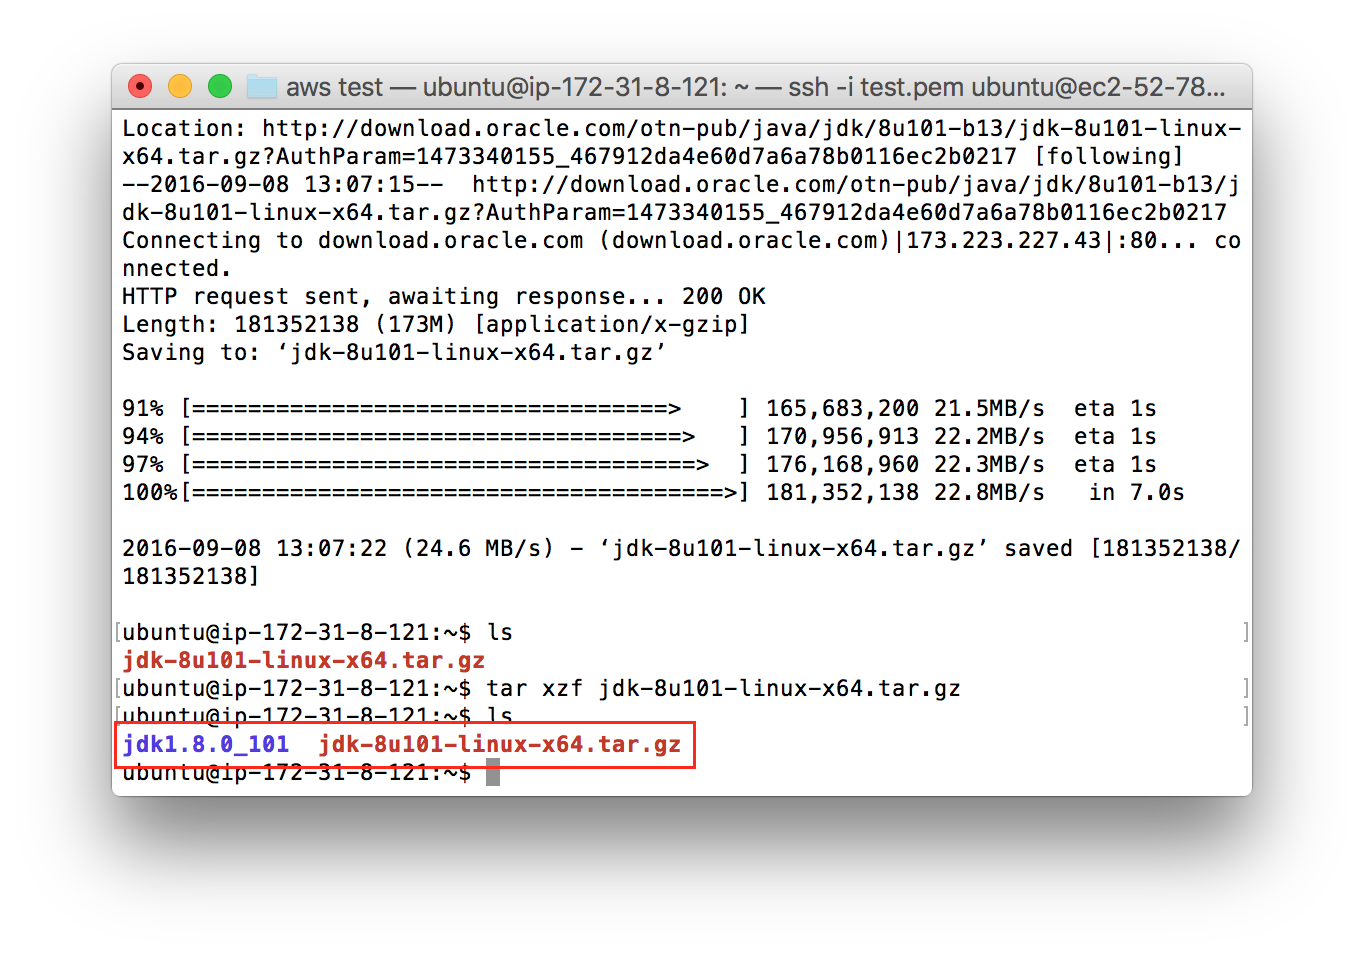 aws test — ubuntu@ip-172-31-8-121: ~ — ssh -i test.pem ubuntu@ec2-52-78...
Location: http://download.oracle.com/otn-pub/java/jdk/8u101-b13/jdk-8u101-linux-
x64.tar.gz?AuthParam=1473340155_467912da4e60d7a6a78b0116ec2b0217 [following]
--2016-09-08 13:07:15--  http://download.oracle.com/otn-pub/java/jdk/8u101-b13/j
dk-8u101-linux-x64.tar.gz?AuthParam=1473340155_467912da4e60d7a6a78b0116ec2b0217
Connecting to download.oracle.com (download.oracle.com)|173.223.227.43|:80... co
nnected.
HTTP request sent, awaiting response... 200 OK
Length: 181352138 (173M) [application/x-gzip]
Saving to: ‘jdk-8u101-linux-x64.tar.gz’
91% [==================================>    ] 165,683,200 21.5MB/s  eta 1s
94% [===================================>   ] 170,956,913 22.2MB/s  eta 1s
97% [====================================>  ] 176,168,960 22.3MB/s  eta 1s
100%[======================================>] 181,352,138 22.8MB/s   in 7.0s
2016-09-08 13:07:22 (24.6 MB/s) - ‘jdk-8u101-linux-x64.tar.gz’ saved [181352138/
181352138]
[ubuntu@ip-172-31-8-121:~$ ls ]
jdk-8u101-linux-x64.tar.gz
[ubuntu@ip-172-31-8-121:~$ tar xzf jdk-8u101-linux-x64.tar.gz ]
[ubuntu@ip-172-31-8-121:~$ ls ]
jdk1.8.0_101  jdk-8u101-linux-x64.tar.gz
ubuntu@ip-172-31-8-121:~$